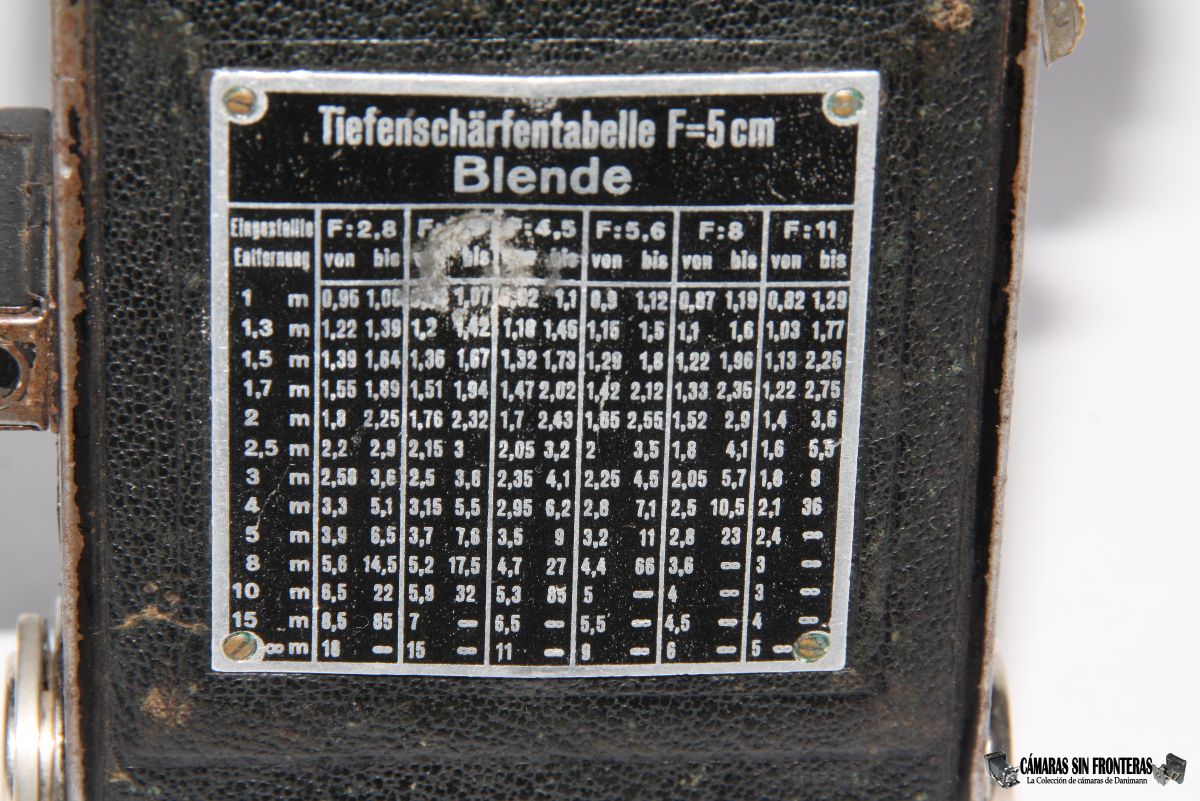 Tiefenschärfentabelle F=5cm
Blende
Eingestellte F:2,8 F: F:4,5 F:5,6 F:8 F:11
Entfernung von bis bis bis von bis von bis von bis
1 m 0,95 1,06 1,07 1,1 0,9 1,12 0,87 1,19 0,82 1,29
1,3 m 1,22 1,39 1,2 1,42 1,18 1,45 1,15 1,5 1,1 1,6 1,03 1,77
1,5 m 1,39 1,64 1,36 1,67 1,32 1,73 1,29 1,8 1,22 1,96 1,13 2,25
1,7 m 1,55 1,89 1,51 1,94 1,47 2,02 1,42 2,12 1,33 2,35 1,22 2,75
2 m 1,8 2,25 1,76 2,32 1,7 2,43 1,65 2,55 1,52 2,9 1,4 3,6
2,5 m 2,2 2,9 2,15 3 2,05 3,2 2 3,5 1,8 4,1 1,6 5,5
3 m 2,58 3,6 2,5 3,8 2,35 4,1 2,25 4,5 2,05 5,7 1,8 9
4 m 3,3 5,1 3,15 5,5 2,95 6,2 2,8 7,1 2,5 10,5 2,1 36
5 m 3,9 6,5 3,7 7,8 3,5 9 3,2 11 2,8 23 2,4 ∞
8 m 5,6 14,5 5,2 17,5 4,7 27 4,4 66 3,6 ∞ 3 ∞
10 m 6,5 22 5,9 32 5,3 85 5 ∞ 4 ∞ 3 ∞
15 m 8,5 85 7 ∞ 6,5 ∞ 5,5 ∞ 4,5 ∞ 4 ∞
∞ m 18 ∞ 15 ∞ 11 ∞ 9 ∞ 6 ∞ 5 ∞
CÁMARAS SIN FRONTERAS
La Colección de cámaras de Danimann